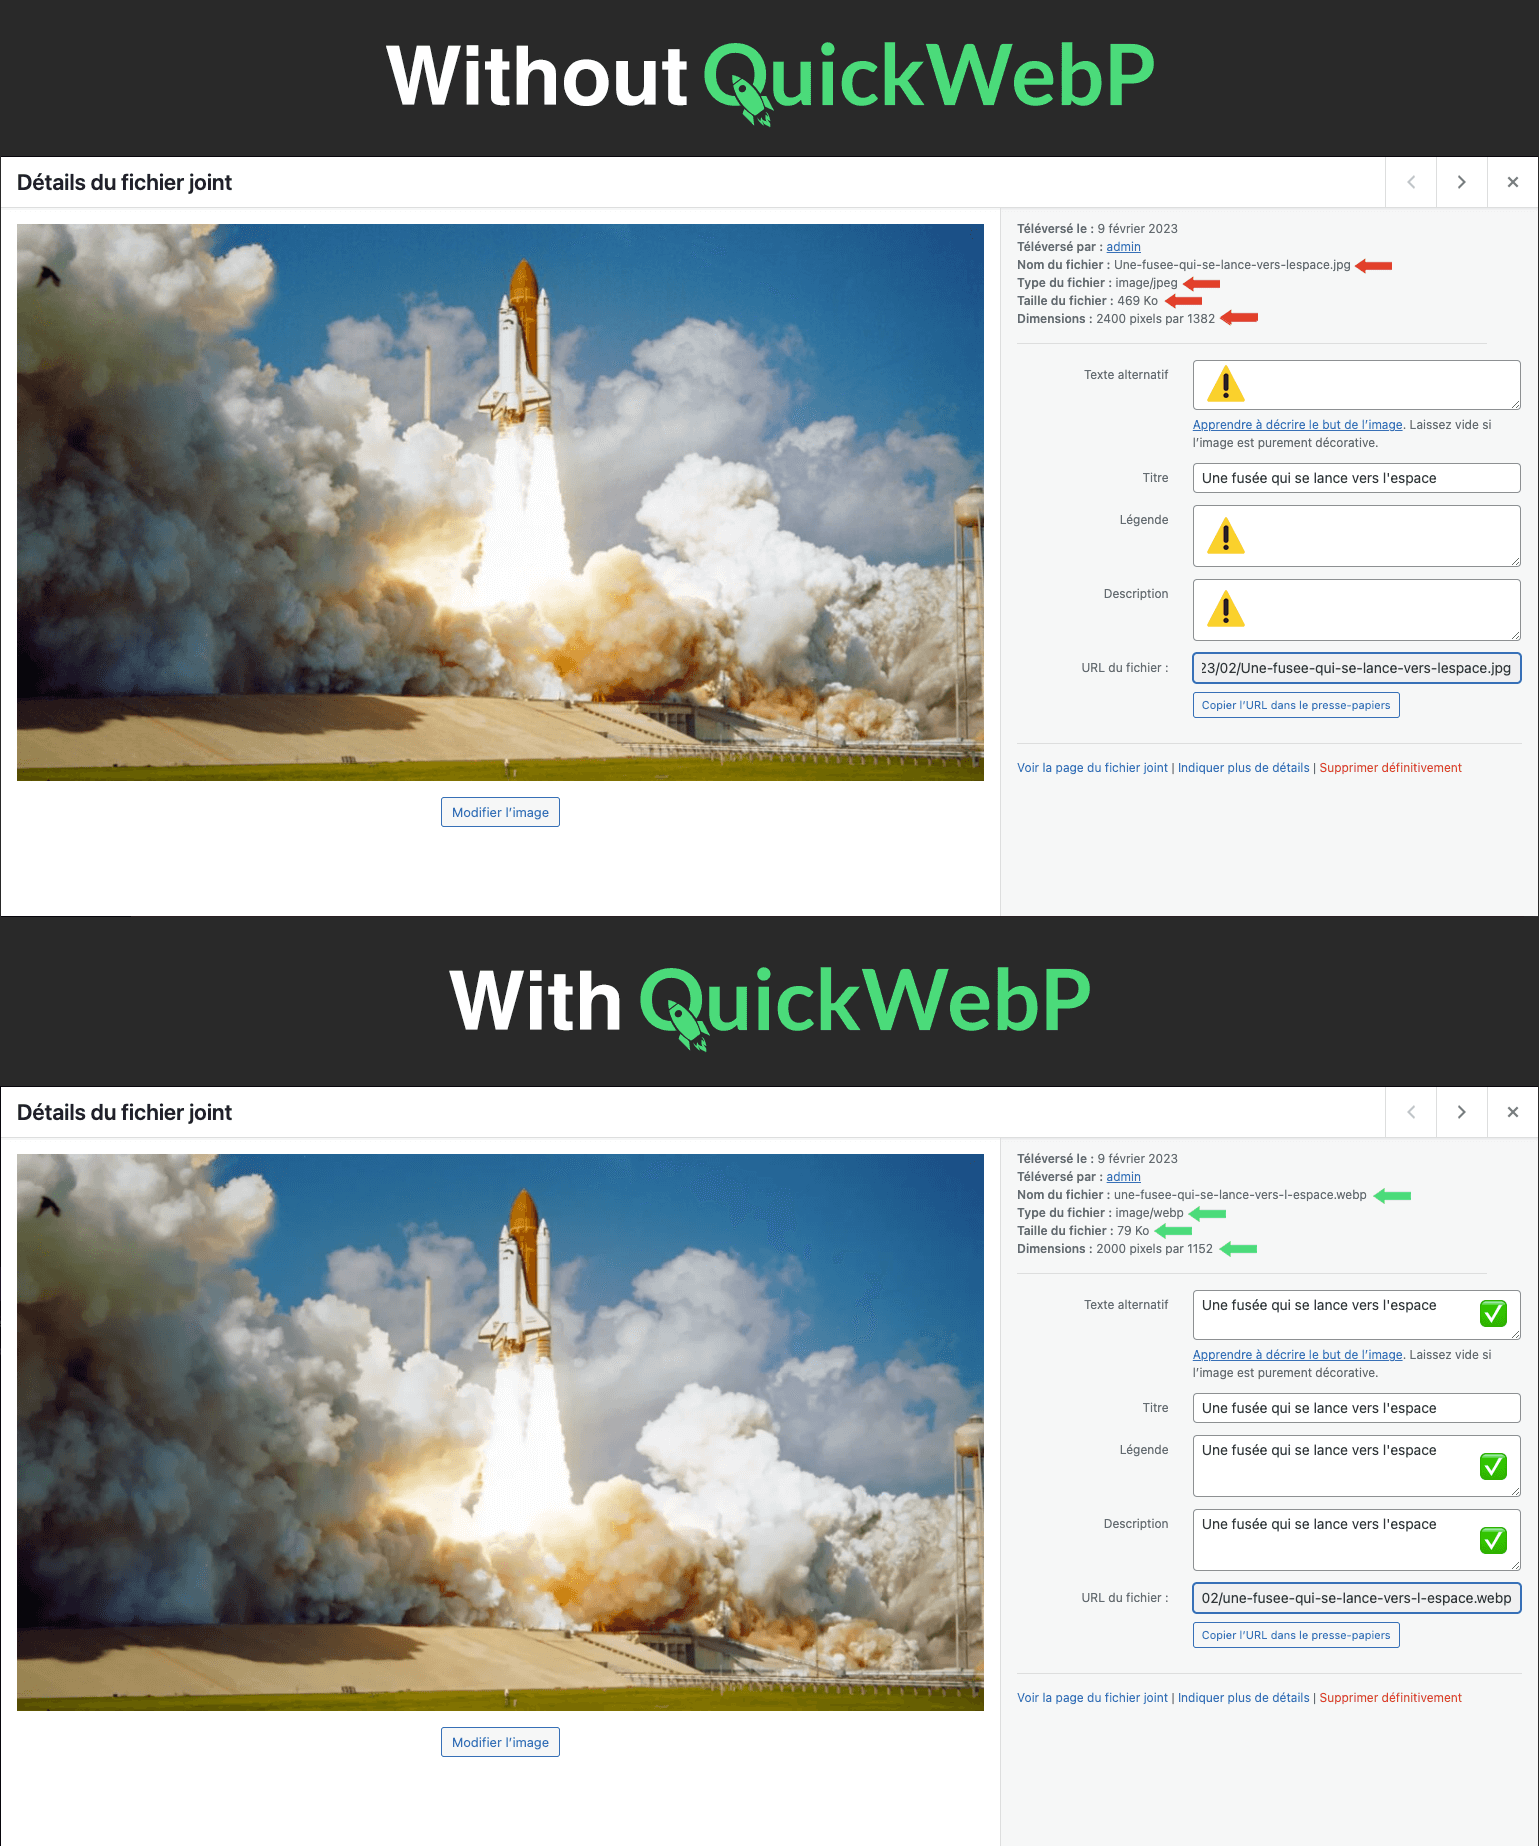 Without QuickWebP
Détails du fichier joint
Téléversé le : 9 février 2023
Téléversé par : admin
Nom du fichier : Une-fusee-qui-se-lance-vers-lespace.jpg
Type du fichier : image/jpeg
Taille du fichier : 469 Ko
Dimensions : 2400 pixels par 1382
Texte alternatif
Apprendre à décrire le but de l’image. Laissez vide si
l’image est purement décorative.
Titre Une fusée qui se lance vers l'espace
Légende
Description
URL du fichier : 23/02/Une-fusee-qui-se-lance-vers-lespace.jpg
Copier l’URL dans le presse-papiers
Voir la page du fichier joint | Indiquer plus de détails | Supprimer définitivement
Modifier l’image
With QuickWebP
Détails du fichier joint
Téléversé le : 9 février 2023
Téléversé par : admin
Nom du fichier : une-fusee-qui-se-lance-vers-l-espace.webp
Type du fichier : image/webp
Taille du fichier : 79 Ko
Dimensions : 2000 pixels par 1152
Texte alternatif Une fusée qui se lance vers l'espace
Apprendre à décrire le but de l’image. Laissez vide si
l’image est purement décorative.
Titre Une fusée qui se lance vers l'espace
Légende Une fusée qui se lance vers l'espace
Description Une fusée qui se lance vers l'espace
URL du fichier : 02/une-fusee-qui-se-lance-vers-l-espace.webp
Copier l’URL dans le presse-papiers
Voir la page du fichier joint | Indiquer plus de détails | Supprimer définitivement
Modifier l’image